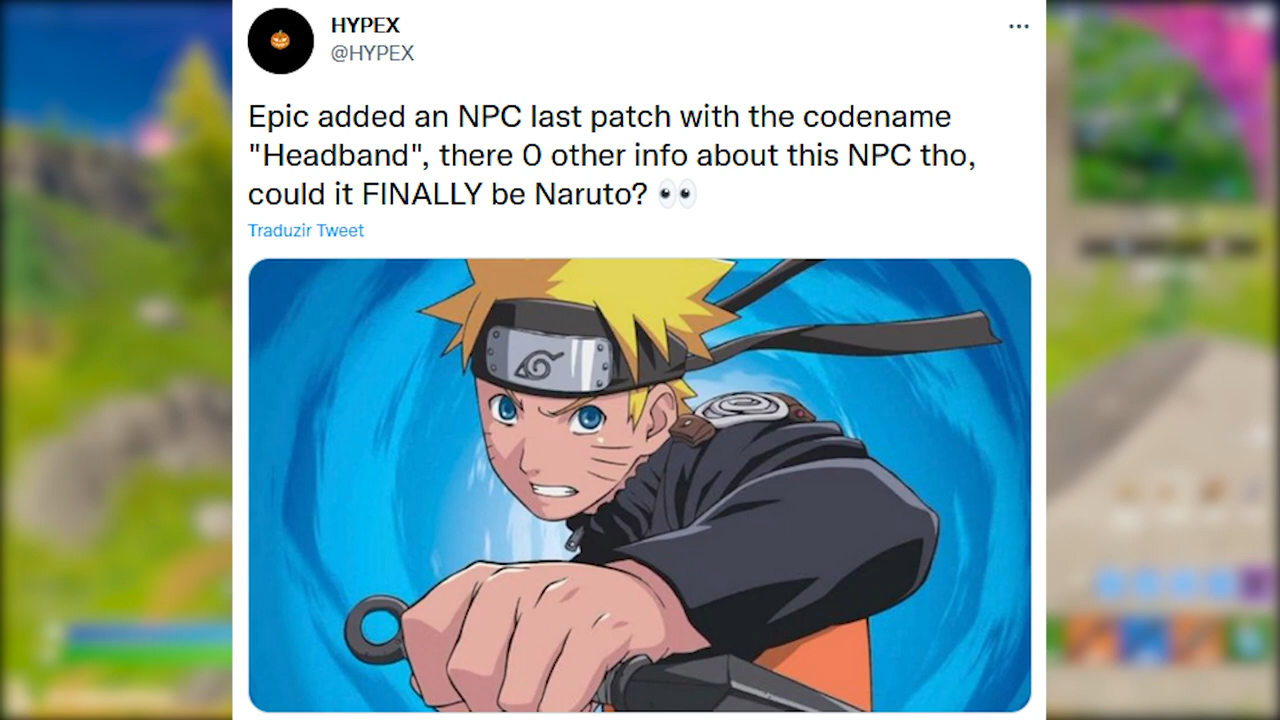 HYPEX
@HYPEX
Epic added an NPC last patch with the codename
"Headband", there 0 other info about this NPC tho,
could it FINALLY be Naruto? 👀
Traduzir Tweet